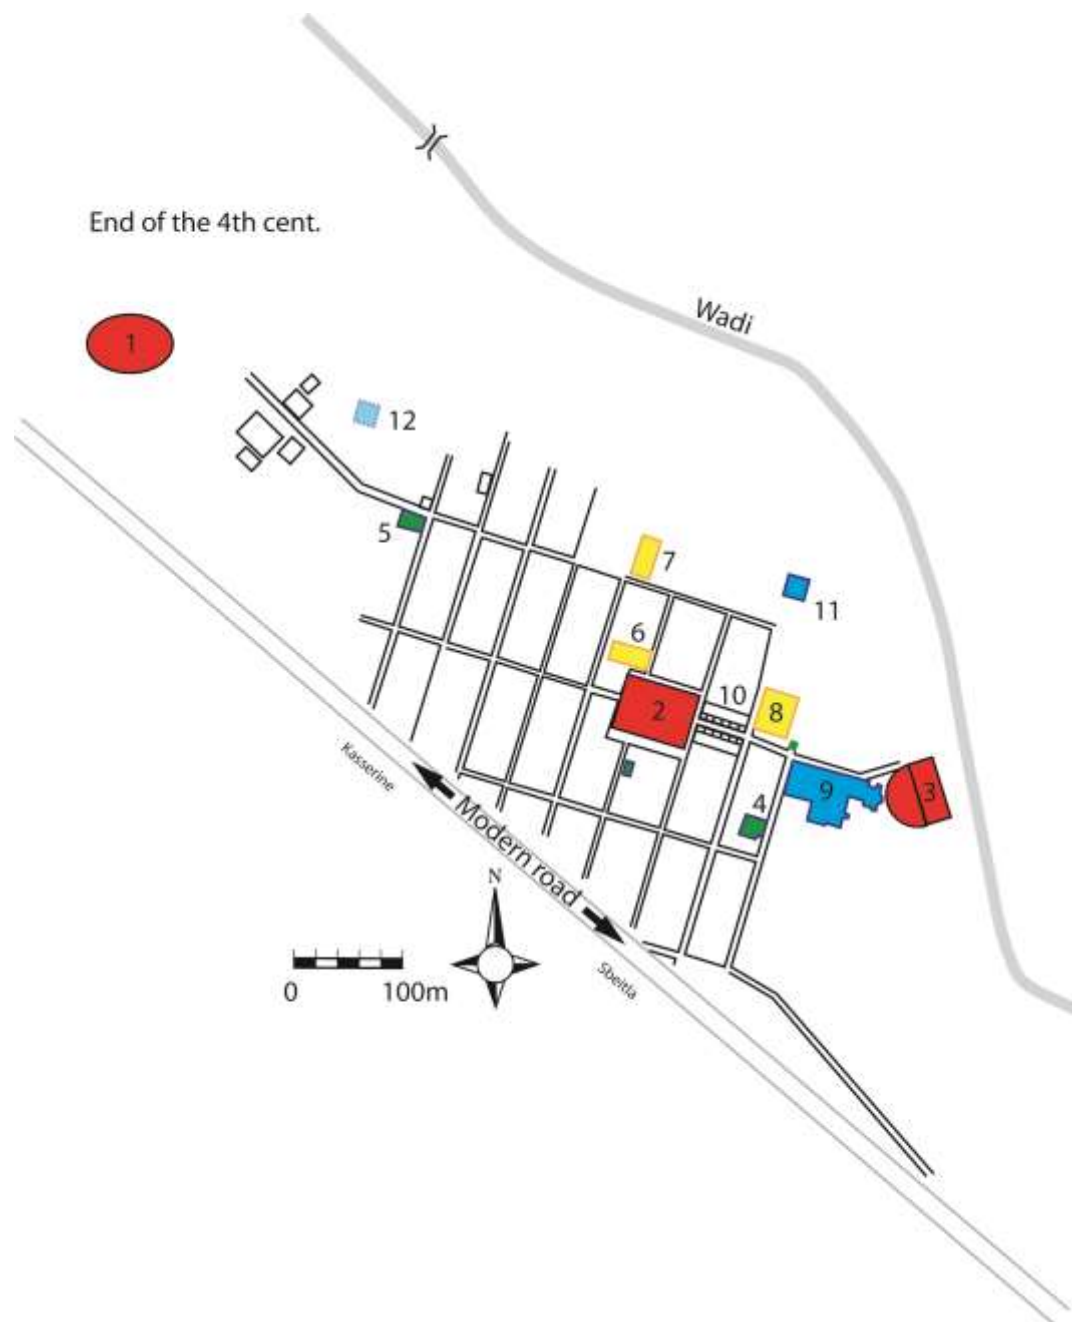 End of the 4th cent.
Wadi
1
12
5
7
11
6
10
2
8
9
3
4
Kasserine
Modern road
N
Sbeitla
0 100m